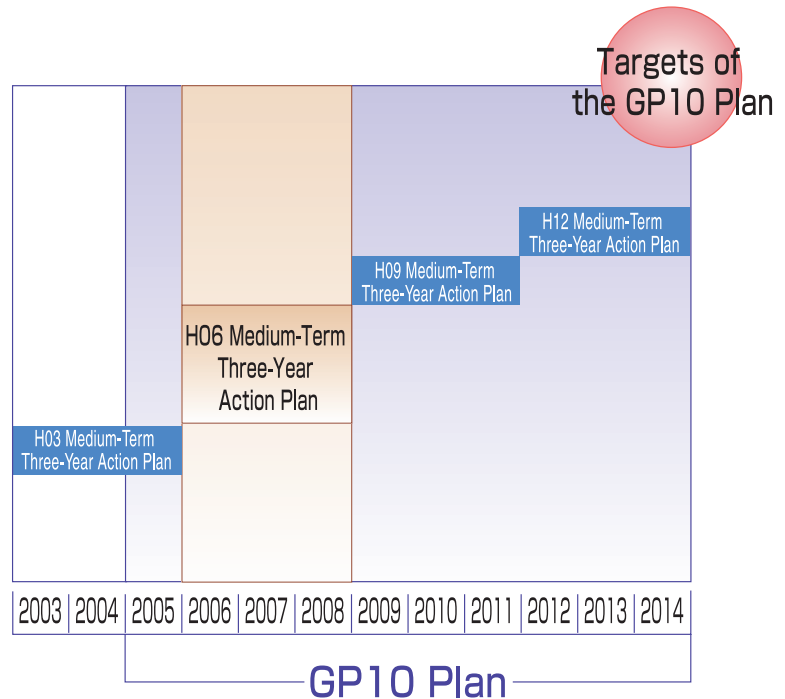 Targets of
the GP10 Plan
H12 Medium-Term
Three-Year Action Plan
H09 Medium-Term
Three-Year Action Plan
H06 Medium-Term
Three-Year
Action Plan
H03 Medium-Term
Three-Year Action Plan
2003 2004 2005 2006 2007 2008 2009 2010 2011 2012 2013 2014
GP10 Plan